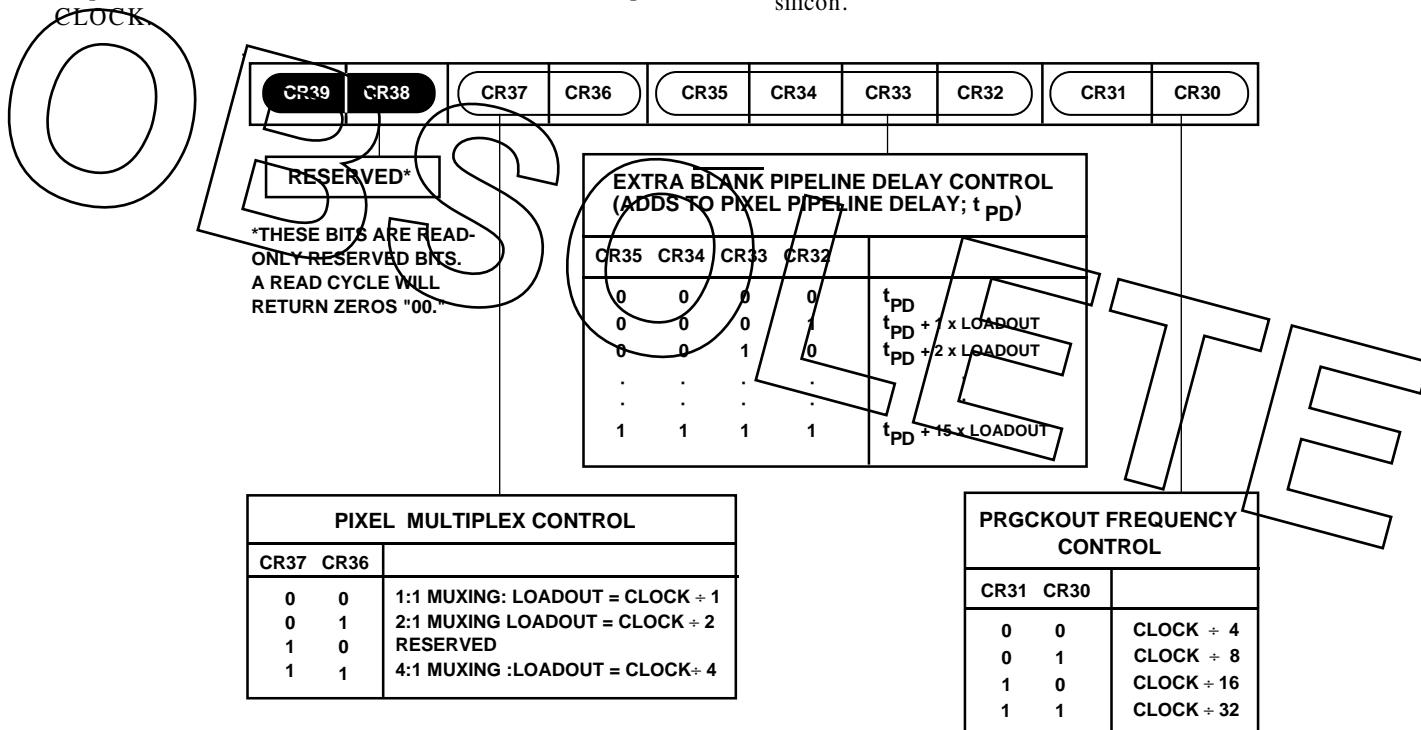 CLOCK.
silicon.
CR39 CR38 CR37 CR36 CR35 CR34 CR33 CR32 CR31 CR30
RESERVED*
*THESE BITS ARE READ-
ONLY RESERVED BITS.
A READ CYCLE WILL
RETURN ZEROS "00."
EXTRA BLANK PIPELINE DELAY CONTROL
(ADDS TO PIXEL PIPELINE DELAY; t PD)
CR35 CR34 CR33 CR32
0 0 0 0 tPD
0 0 0 1 tPD + 1 x LOADOUT
0 0 1 0 tPD + 2 x LOADOUT
. . . . .
. . . . .
1 1 1 1 tPD + 15 x LOADOUT
PIXEL MULTIPLEX CONTROL
CR37 CR36
0 0 1:1 MUXING: LOADOUT = CLOCK ÷ 1
0 1 2:1 MUXING LOADOUT = CLOCK ÷ 2
1 0 RESERVED
1 1 4:1 MUXING :LOADOUT = CLOCK÷ 4
PRGCKOUT FREQUENCY
CONTROL
CR31 CR30
0 0 CLOCK ÷ 4
0 1 CLOCK ÷ 8
1 0 CLOCK ÷ 16
1 1 CLOCK ÷ 32
OBSOLETE